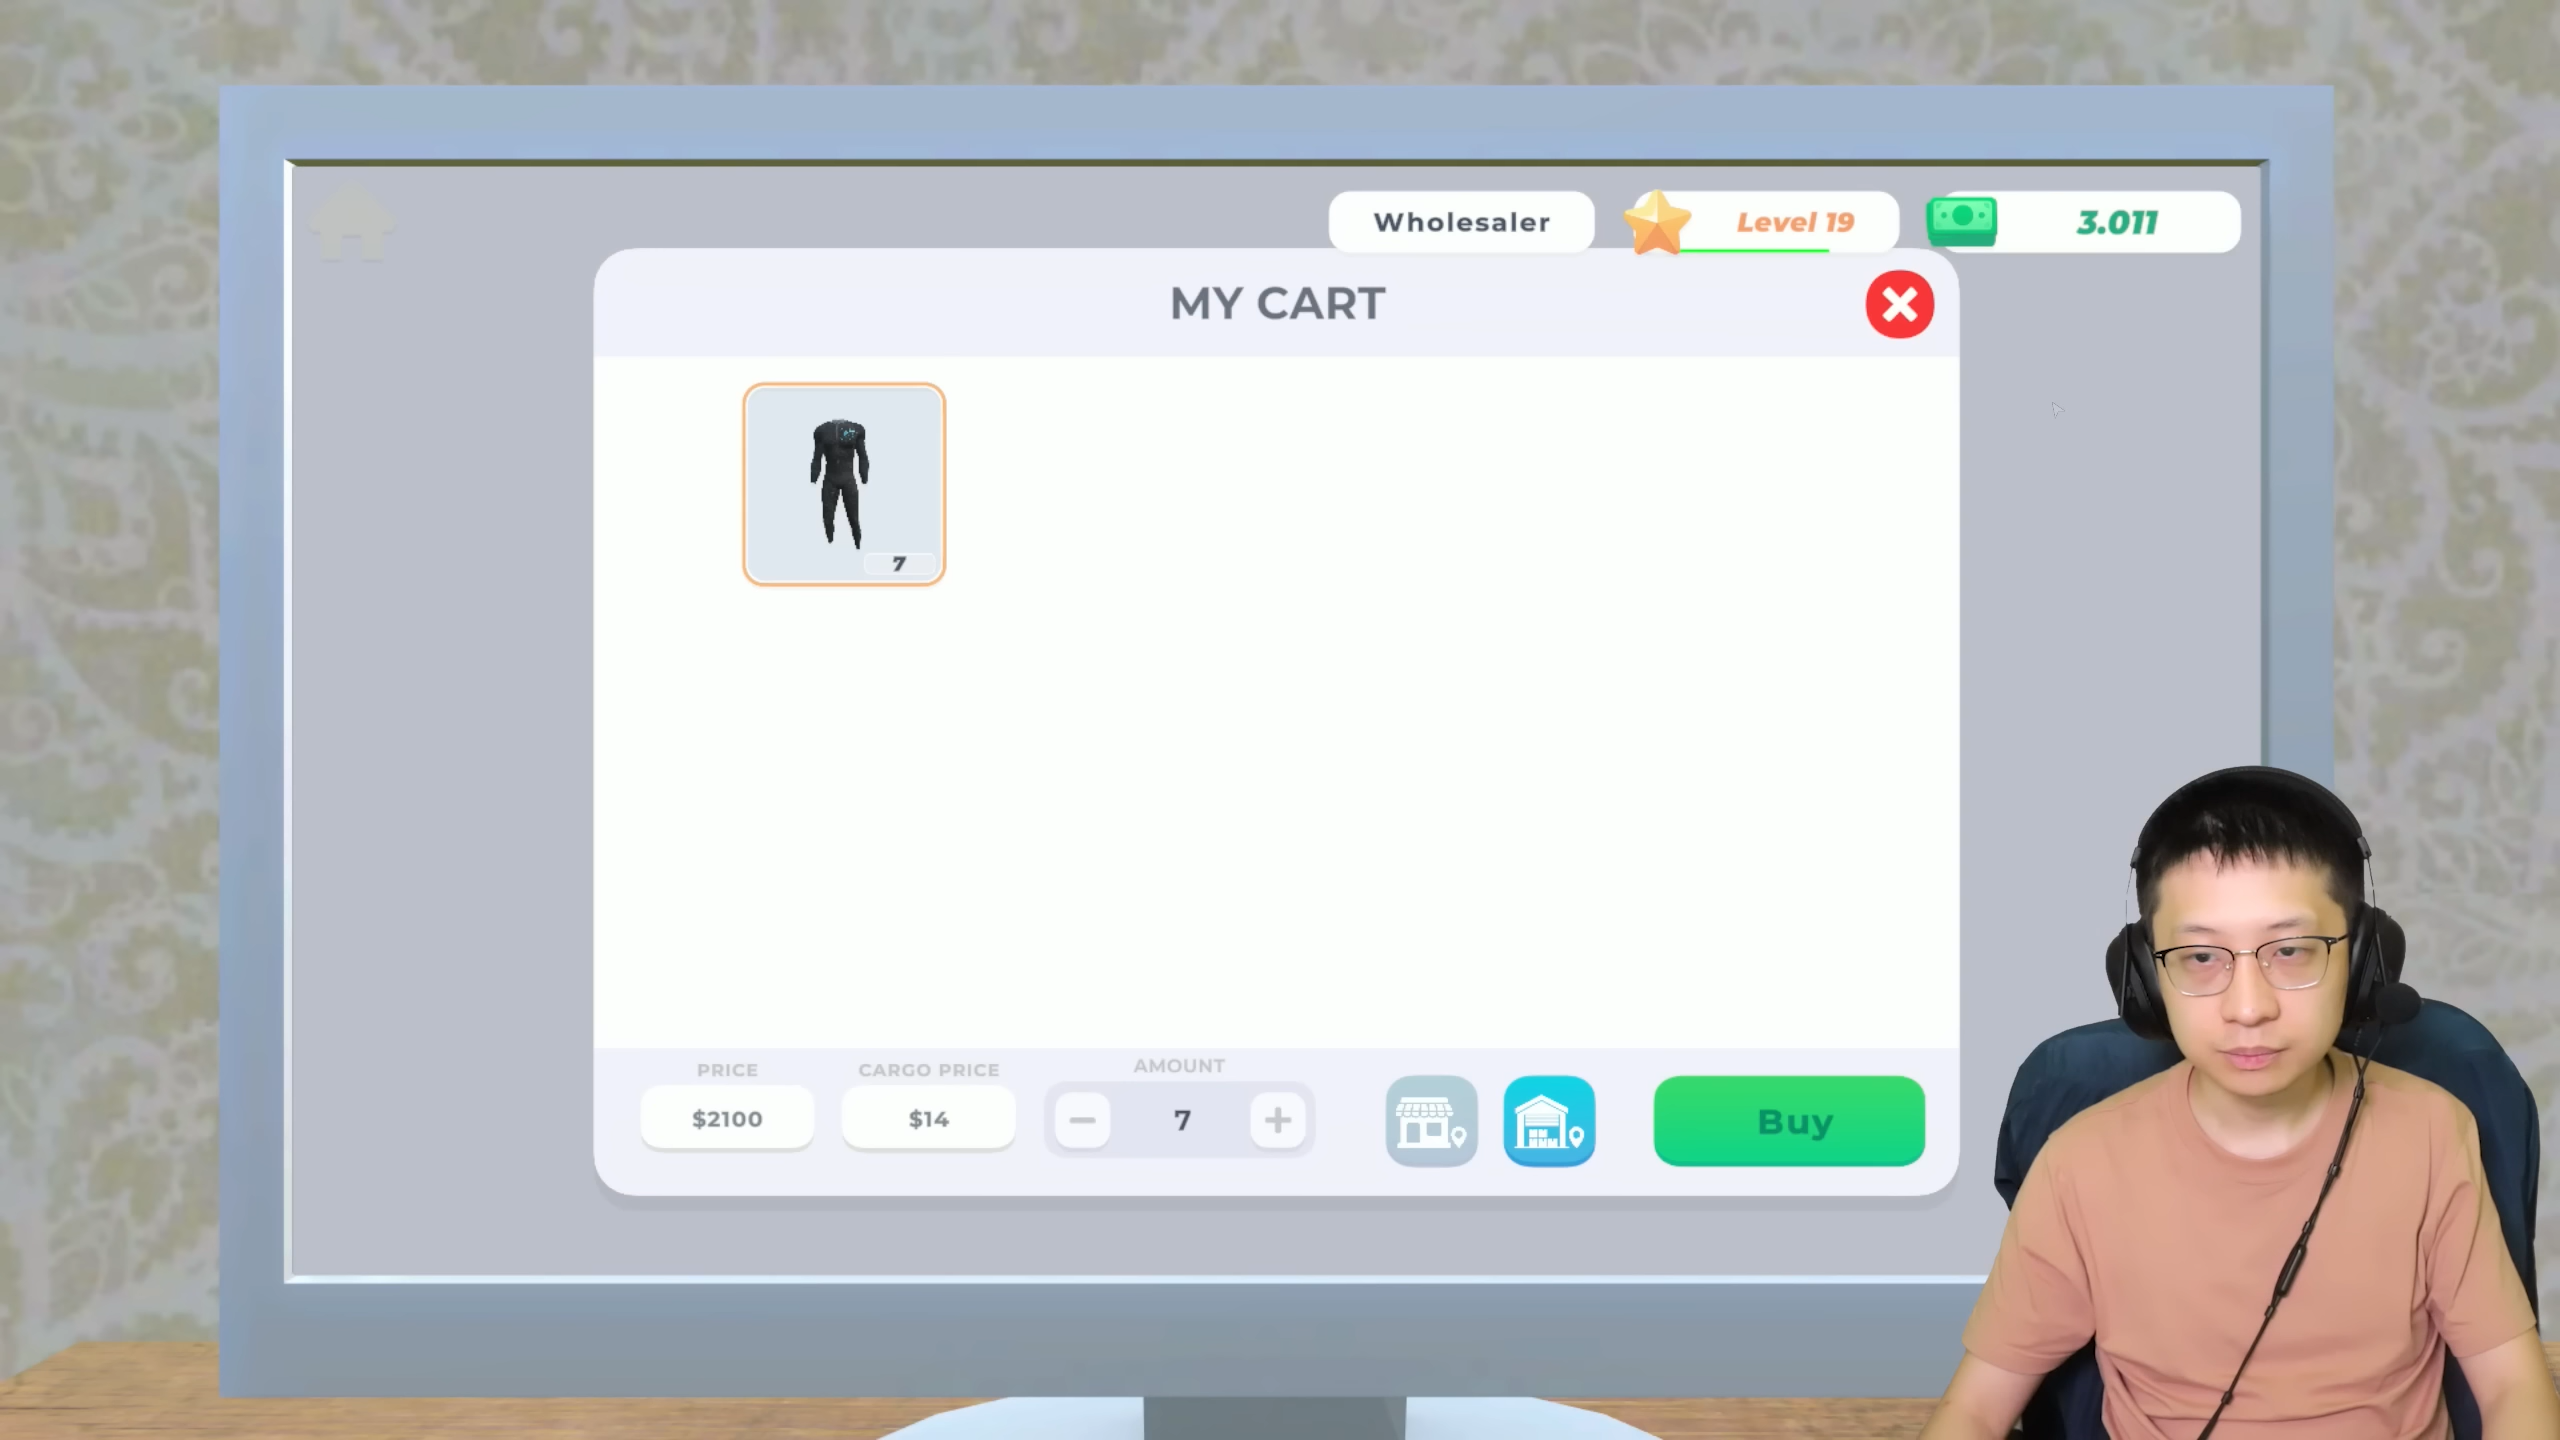 Wholesaler
Level 19
3.011
MY CART
7
PRICE
CARGO PRICE
AMOUNT
$2100
$14
7
Buy